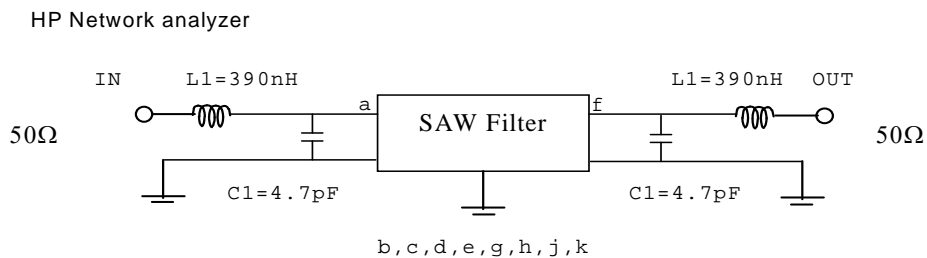 HP Network analyzer
IN L1=390nH L1=390nH OUT
a f
50Ω SAW Filter 50Ω
C1=4.7pF C1=4.7pF
b,c,d,e,g,h,j,k